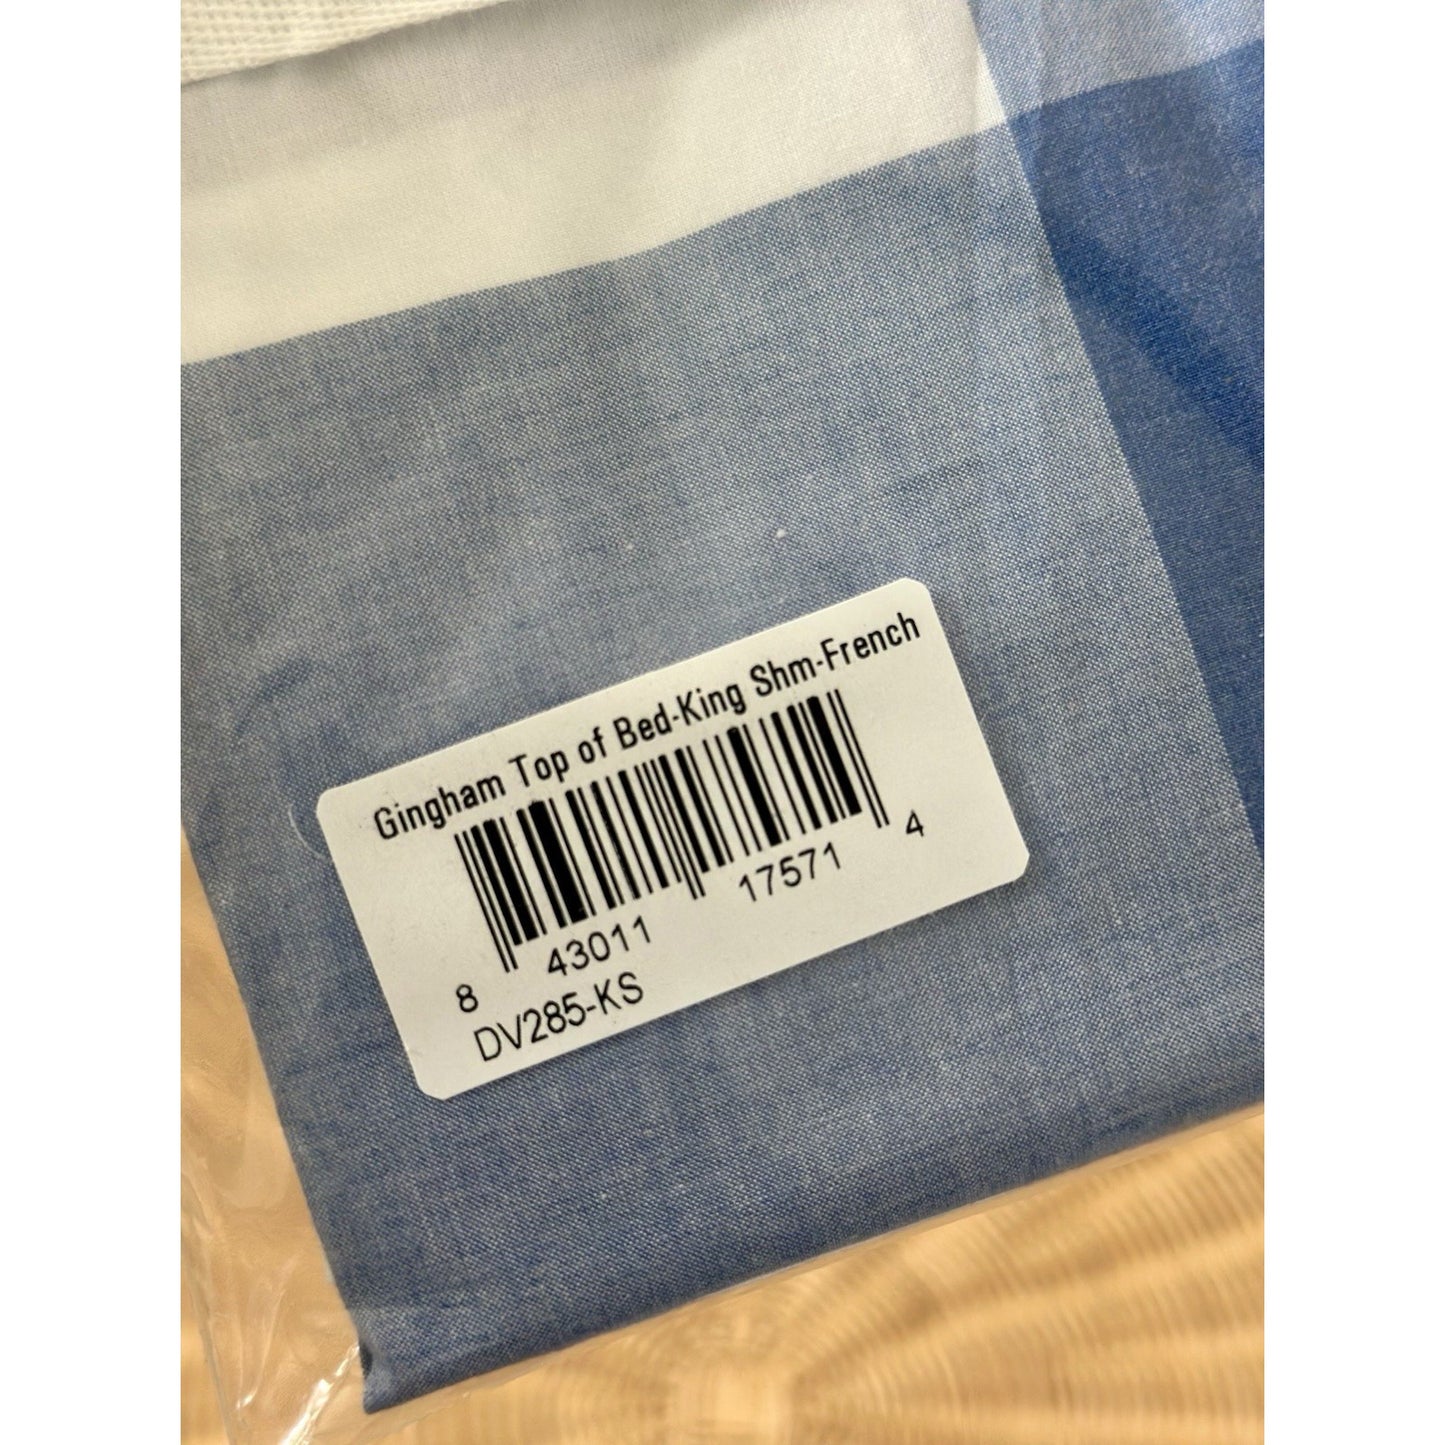 Gingham Top of Bed-King Shm-French
8 43011 17571 4
DV285-KS